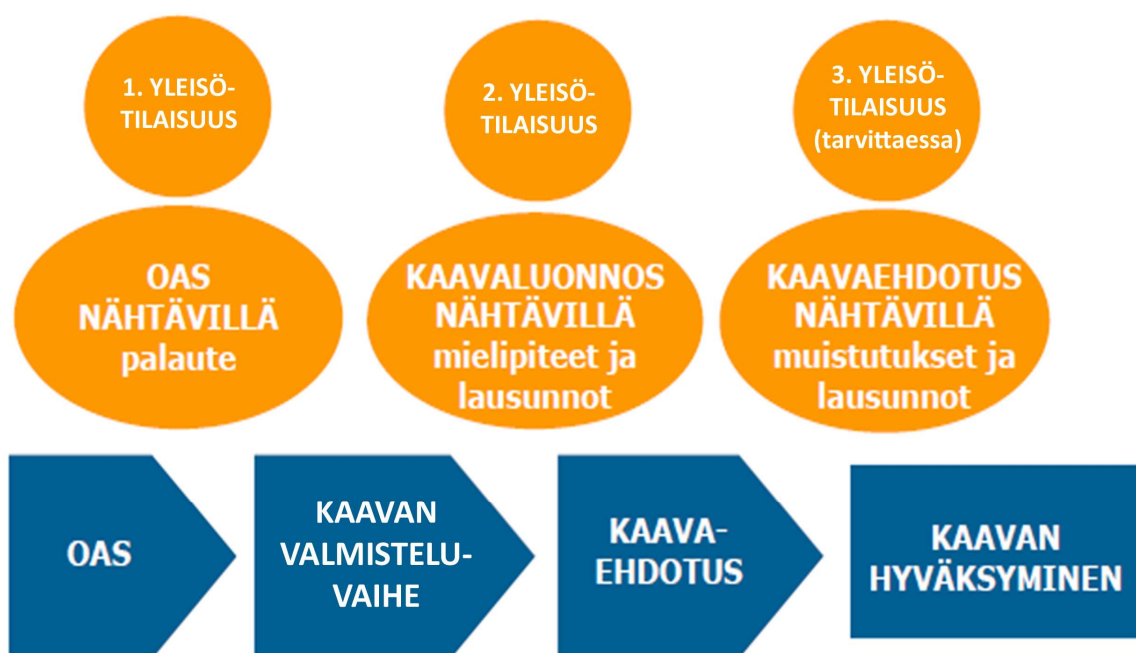 1. YLEISÖ-
TILAISUUS
2. YLEISÖ-
TILAISUUS
3. YLEISÖ-
TILAISUUS
(tarvittaessa)
OAS
NÄHTÄVILLÄ
palaute
KAAVALUONNOS
NÄHTÄVILLÄ
mielipiteet ja
lausunnot
KAAVAEHDOTUS
NÄHTÄVILLÄ
muistutukset ja
lausunnot
OAS
KAAVAN
VALMISTELU-
VAIHE
KAAVA-
EHDOTUS
KAAVAN
HYVÄKSYMINEN